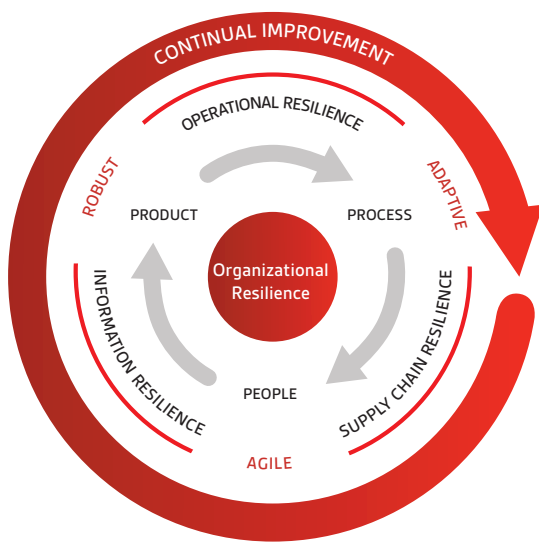 CONTINUAL IMPROVEMENT
OPERATIONAL RESILIENCE
ROBUST
ADAPTIVE
PRODUCT
PROCESS
Organizational
Resilience
INFORMATION RESILIENCE
SUPPLY CHAIN RESILIENCE
PEOPLE
AGILE